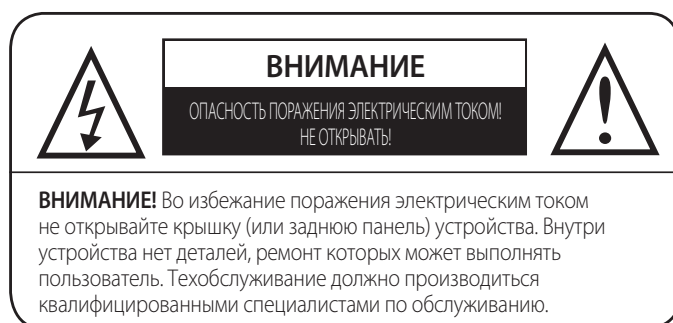 ВНИМАНИЕ
ОПАСНОСТЬ ПОРАЖЕНИЯ ЭЛЕКТРИЧЕСКИМ ТОКОМ!
НЕ ОТКРЫВАТЬ!
ВНИМАНИЕ! Во избежание поражения электрическим током
не открывайте крышку (или заднюю панель) устройства. Внутри
устройства нет деталей, ремонт которых может выполнять
пользователь. Техобслуживание должно производиться
квалифицированными специалистами по обслуживанию.